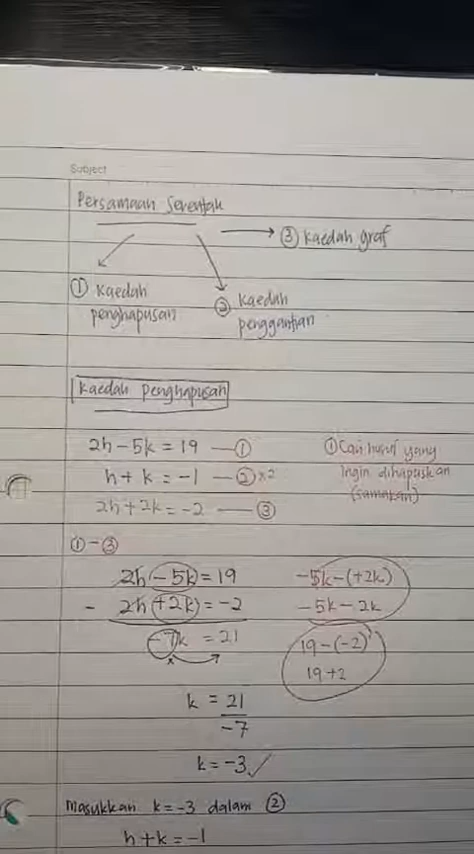 Subject
Persamaan Serentak
③ Kaedah graf
① Kaedah penghapusan
② Kaedah penggantian
Kaedah Penghapusan
2h - 5k = 19 — ①
h + k = -1 — ② ×2
2h + 2k = -2 — ③
① Cari huruf yang
ingin dihapuskan
(samakan)
① - ③
2h - 5k = 19
- 2h + 2k = -2
-7k = 21
-5k - (+2k)
-5k - 2k
19 - (-2)
19 + 2
k = 21/-7
k = -3 ✓
Masukkan k = -3 dalam ②
h + k = -1